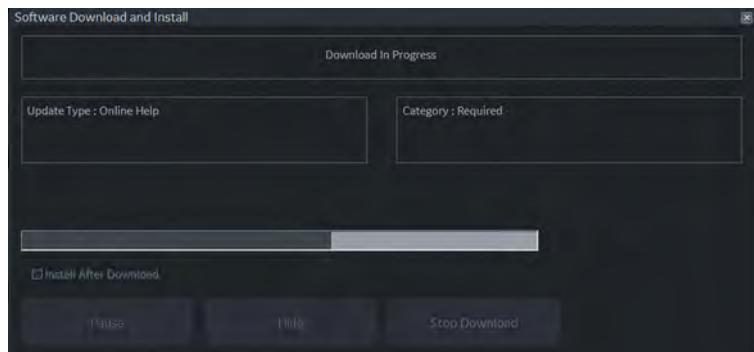 Software Download and Install
Download In Progress
Update Type : Online Help
Category : Required
Install After Download
Pause
Hide
Stop Download